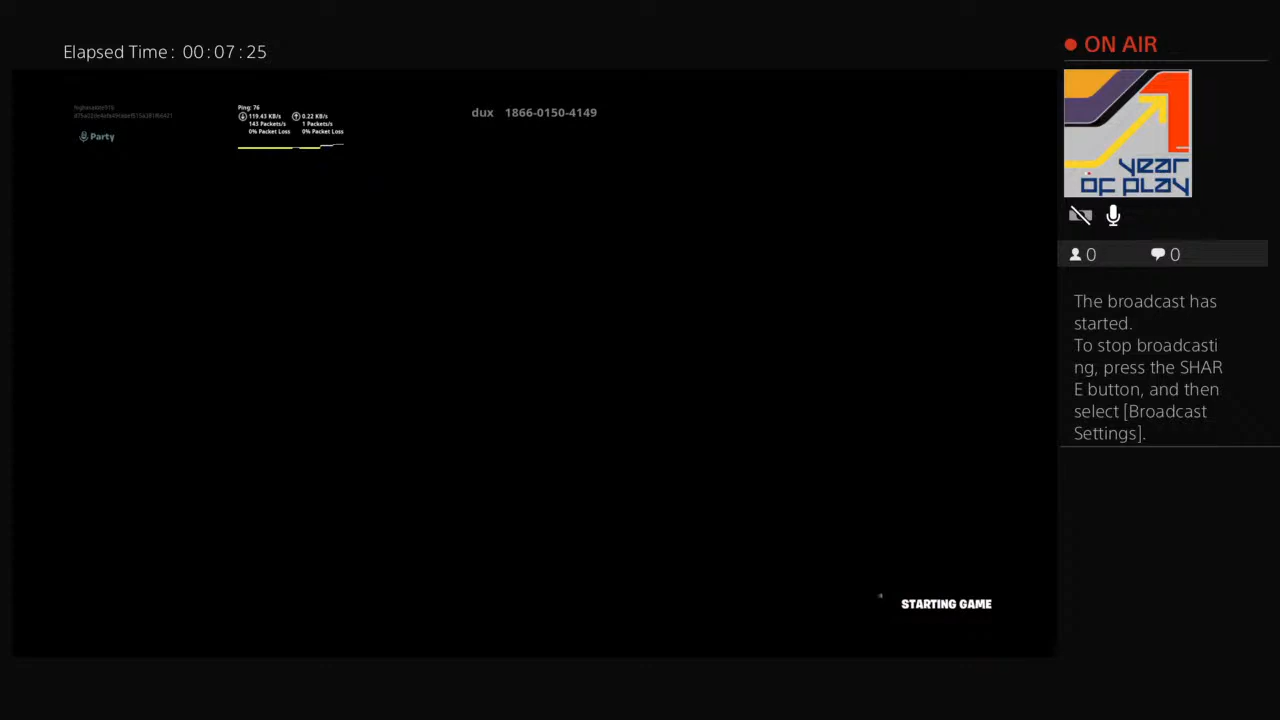 Elapsed Time: 00:07:25
ON AIR
Party
Ping: 76
119.43 KB/s 0.22 KB/s
143 Packets/s 1 Packets/s
0% Packet Loss 0% Packet Loss
dux 1866-0150-4149
year
of play
0 0
The broadcast has
started.
To stop broadcasti
ng, press the SHAR
E button, and then
select [Broadcast
Settings].
STARTING GAME